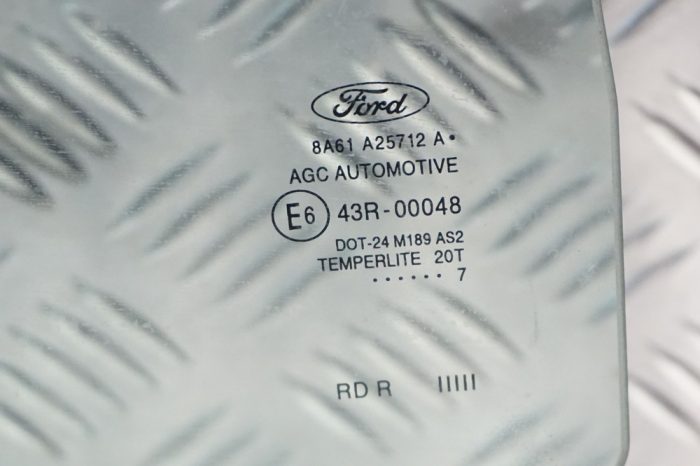 Ford
8A61 A25712 A•
AGC AUTOMOTIVE
E6 43R-00048
DOT-24 M189 AS2
TEMPERLITE 20T
...... 7
RD R IIIII